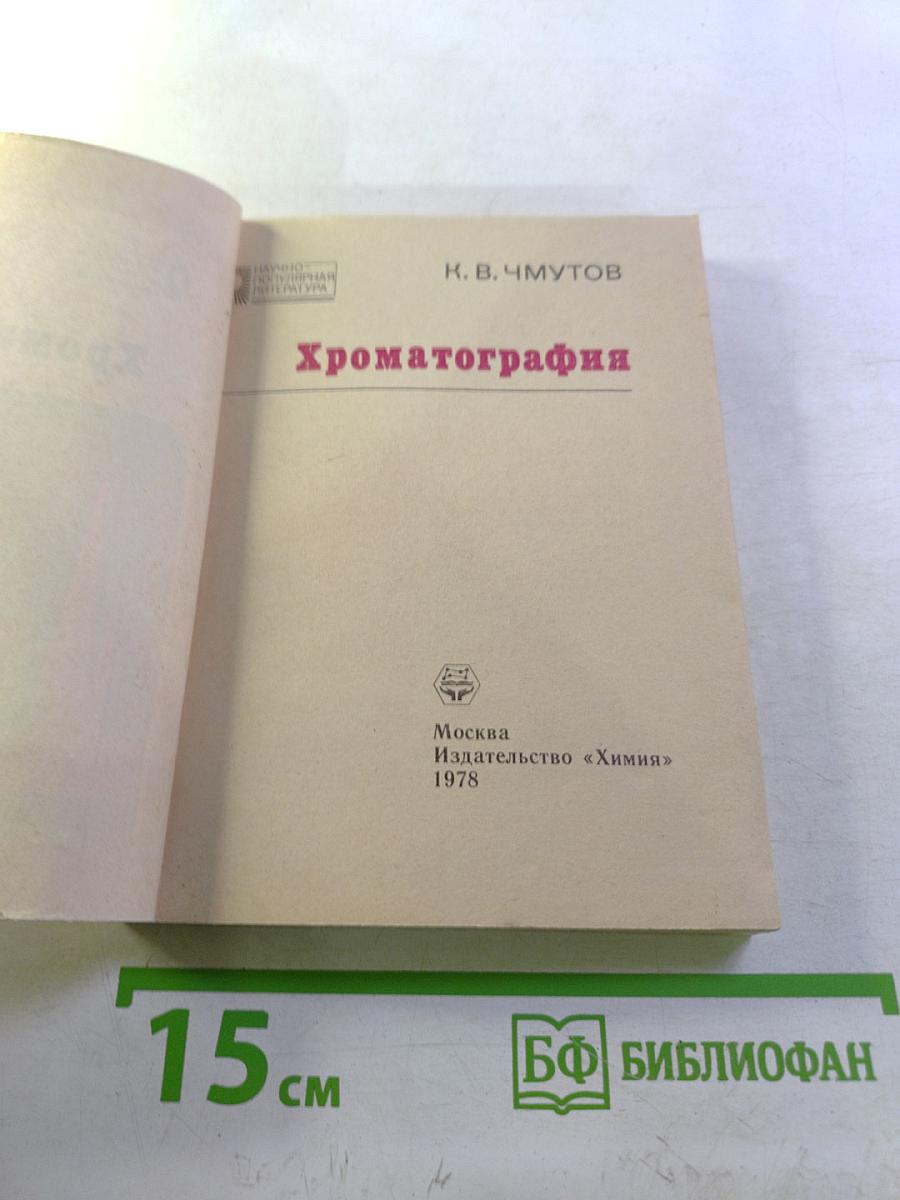 НАУЧНО-
ПОПУЛЯРНАЯ
ЛИТЕРАТУРА
К. В. ЧМУТОВ
Хроматография
Москва
Издательство «Химия»
1978
15 см
БФ БИБЛИОФАН